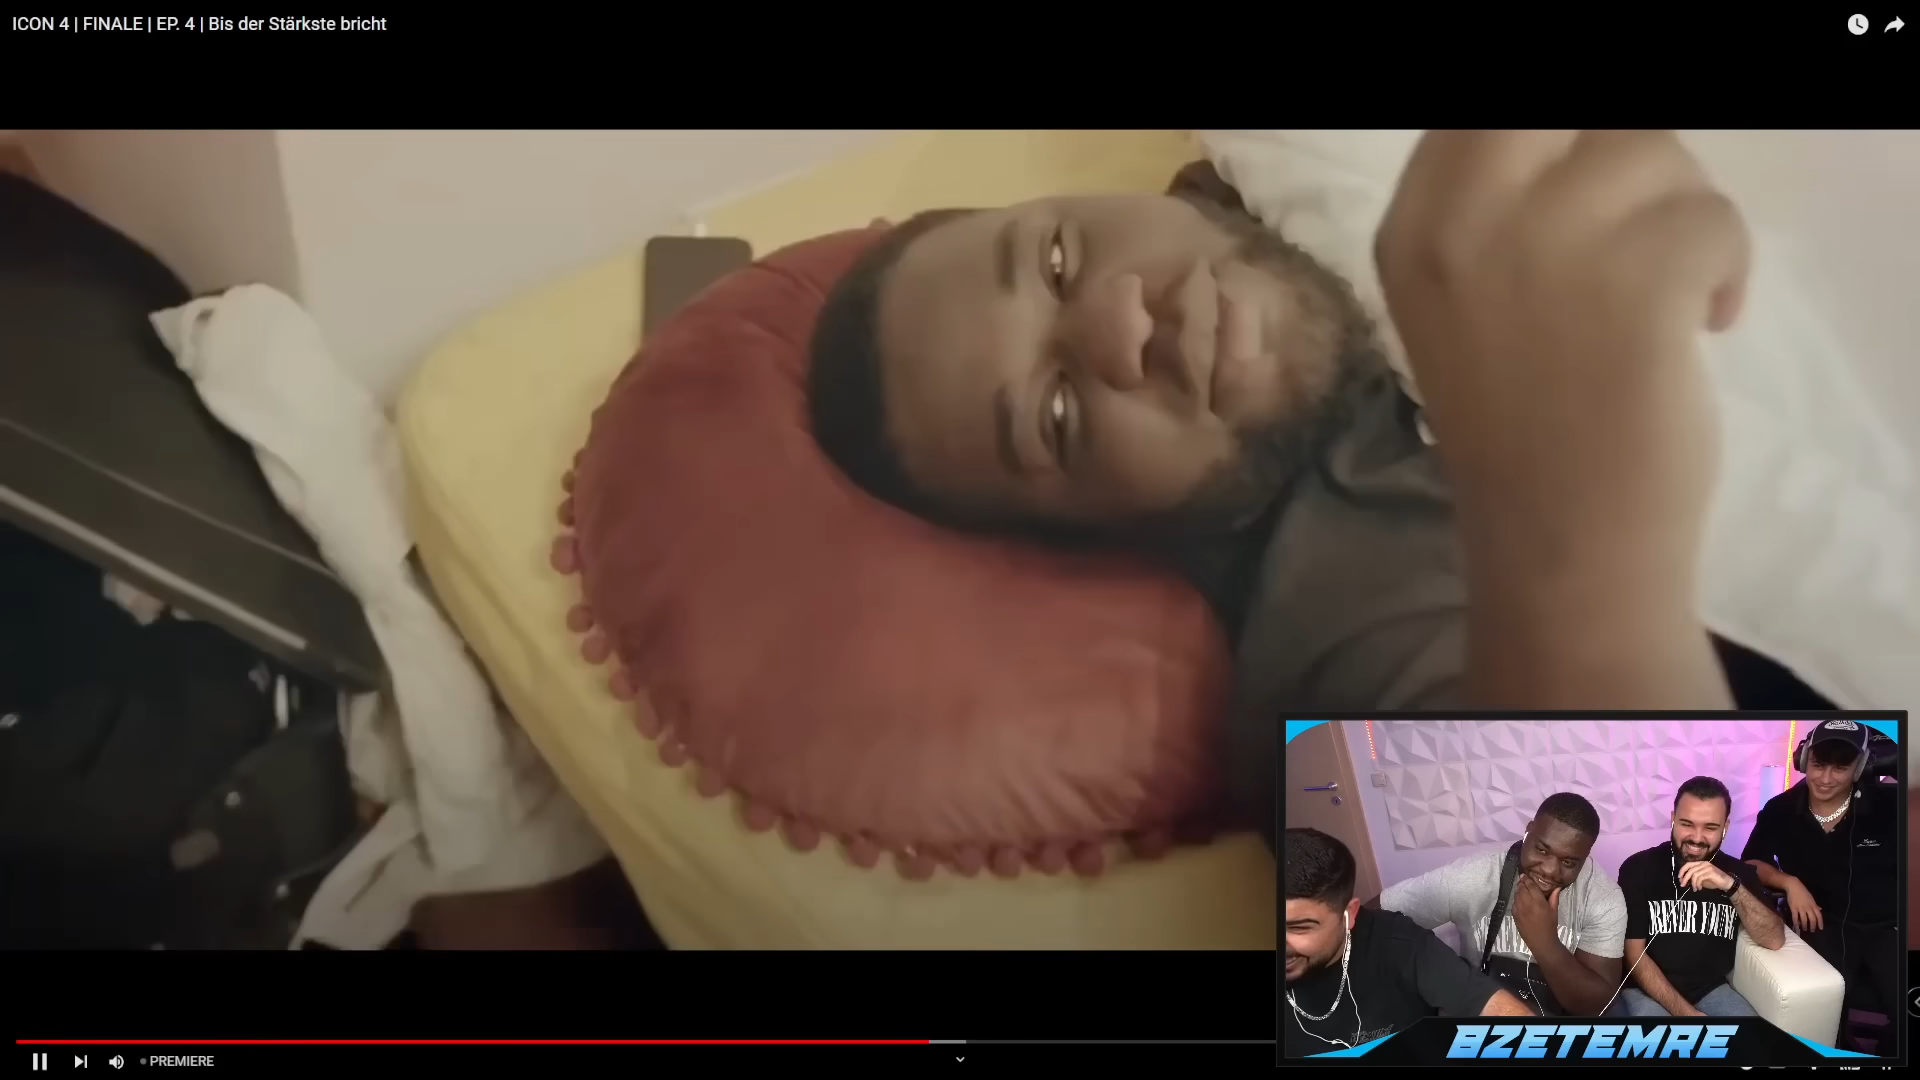 ICON 4 | FINALE | EP. 4 | Bis der Stärkste bricht
PREMIERE
BZETEMRE